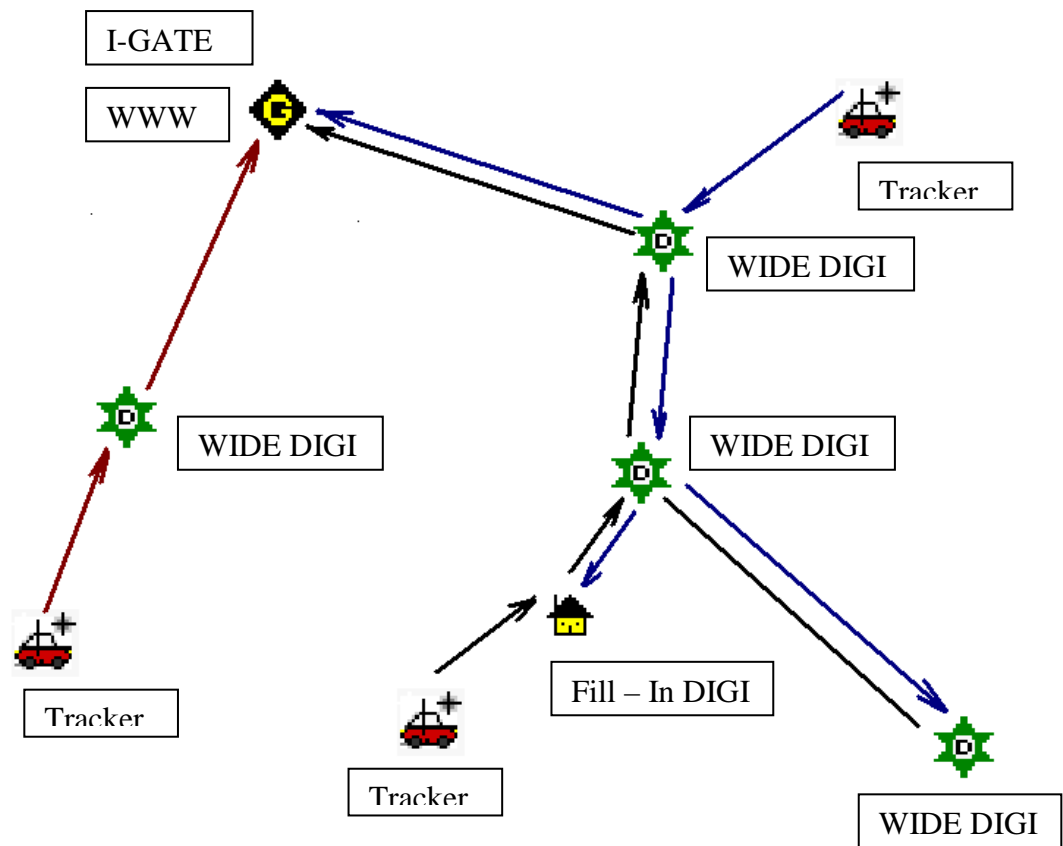 I-GATE
WWW
G
Tracker
D
WIDE DIGI
D
WIDE DIGI
D
WIDE DIGI
Tracker
Fill – In DIGI
Tracker
D
WIDE DIGI